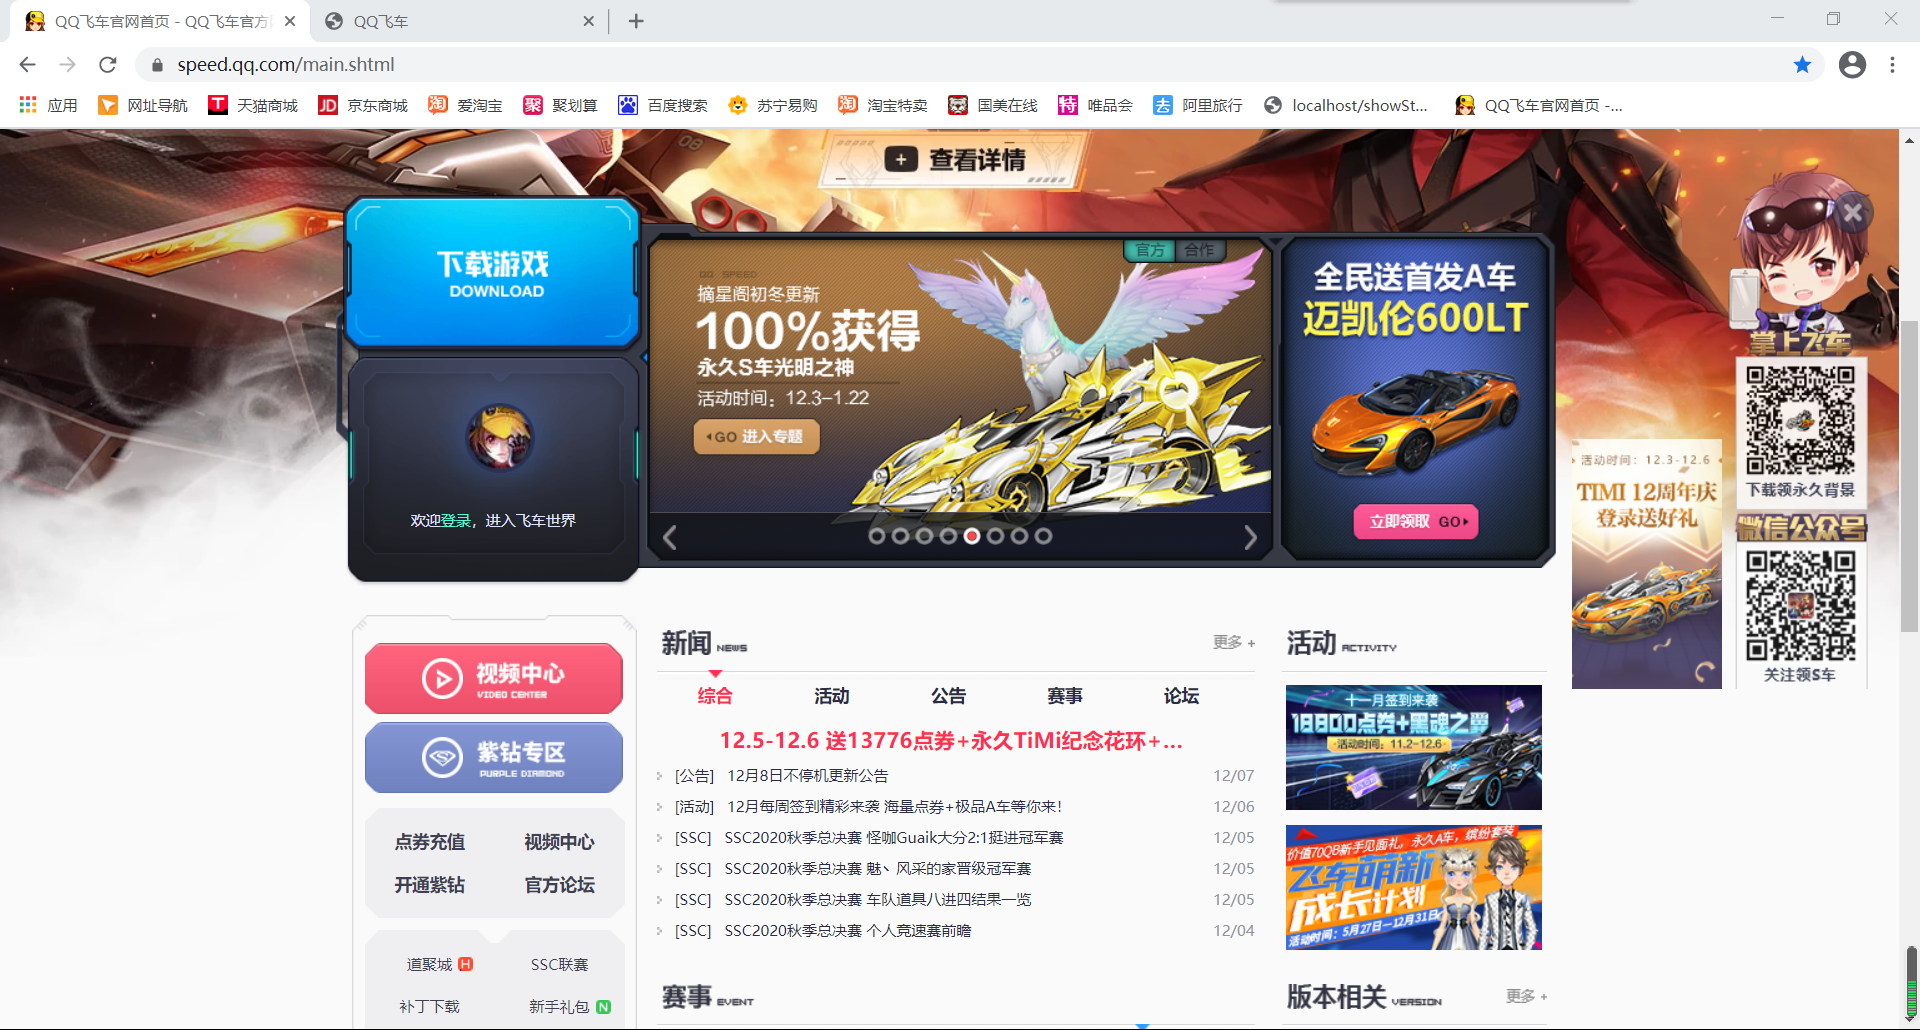 QQ飞车官网首页 - QQ飞车官方
QQ飞车
speed.qq.com/main.shtml
应用
网址导航
天猫商城
京东商城
爱淘宝
聚划算
百度搜索
苏宁易购
淘宝特卖
国美在线
唯品会
阿里旅行
localhost/showSt...
QQ飞车官网首页 -...
查看详情
下载游戏
DOWNLOAD
欢迎登录，进入飞车世界
官方
合作
QQ SPEED
摘星阁初冬更新
100%获得
永久S车光明之神
活动时间：12.3-1.22
GO 进入专题
全民送首发A车
迈凯伦600LT
立即领取 GO
掌上飞车
下载领永久背景
微信公众号
关注领S车
活动时间：12.3-12.6
TIMI 12周年庆
登录送好礼
视频中心
VIDEO CENTER
紫钻专区
PURPLE DIAMOND
点券充值
视频中心
开通紫钻
官方论坛
道聚城 H
SSC联赛
补丁下载
新手礼包 N
新闻 NEWS
更多 +
综合
活动
公告
赛事
论坛
12.5-12.6 送13776点券+永久TiMi纪念花环+...
[公告] 12月8日不停机更新公告 12/07
[活动] 12月每周签到精彩来袭 海量点券+极品A车等你来！ 12/06
[SSC] SSC2020秋季总决赛 怪咖Guaik大分2:1挺进冠军赛 12/05
[SSC] SSC2020秋季总决赛 魅丶风采的家晋级冠军赛 12/05
[SSC] SSC2020秋季总决赛 车队道具八进四结果一览 12/05
[SSC] SSC2020秋季总决赛 个人竞速赛前瞻 12/04
赛事 EVENT
活动 ACTIVITY
十一月签到来袭
18800点券+黑魂之翼
活动时间：11.2-12.6
价值70QB新手见面礼，永久A车，缤纷套装
飞车萌新
成长计划
活动时间：5月27日—12月31日
版本相关 VERSION
更多 +